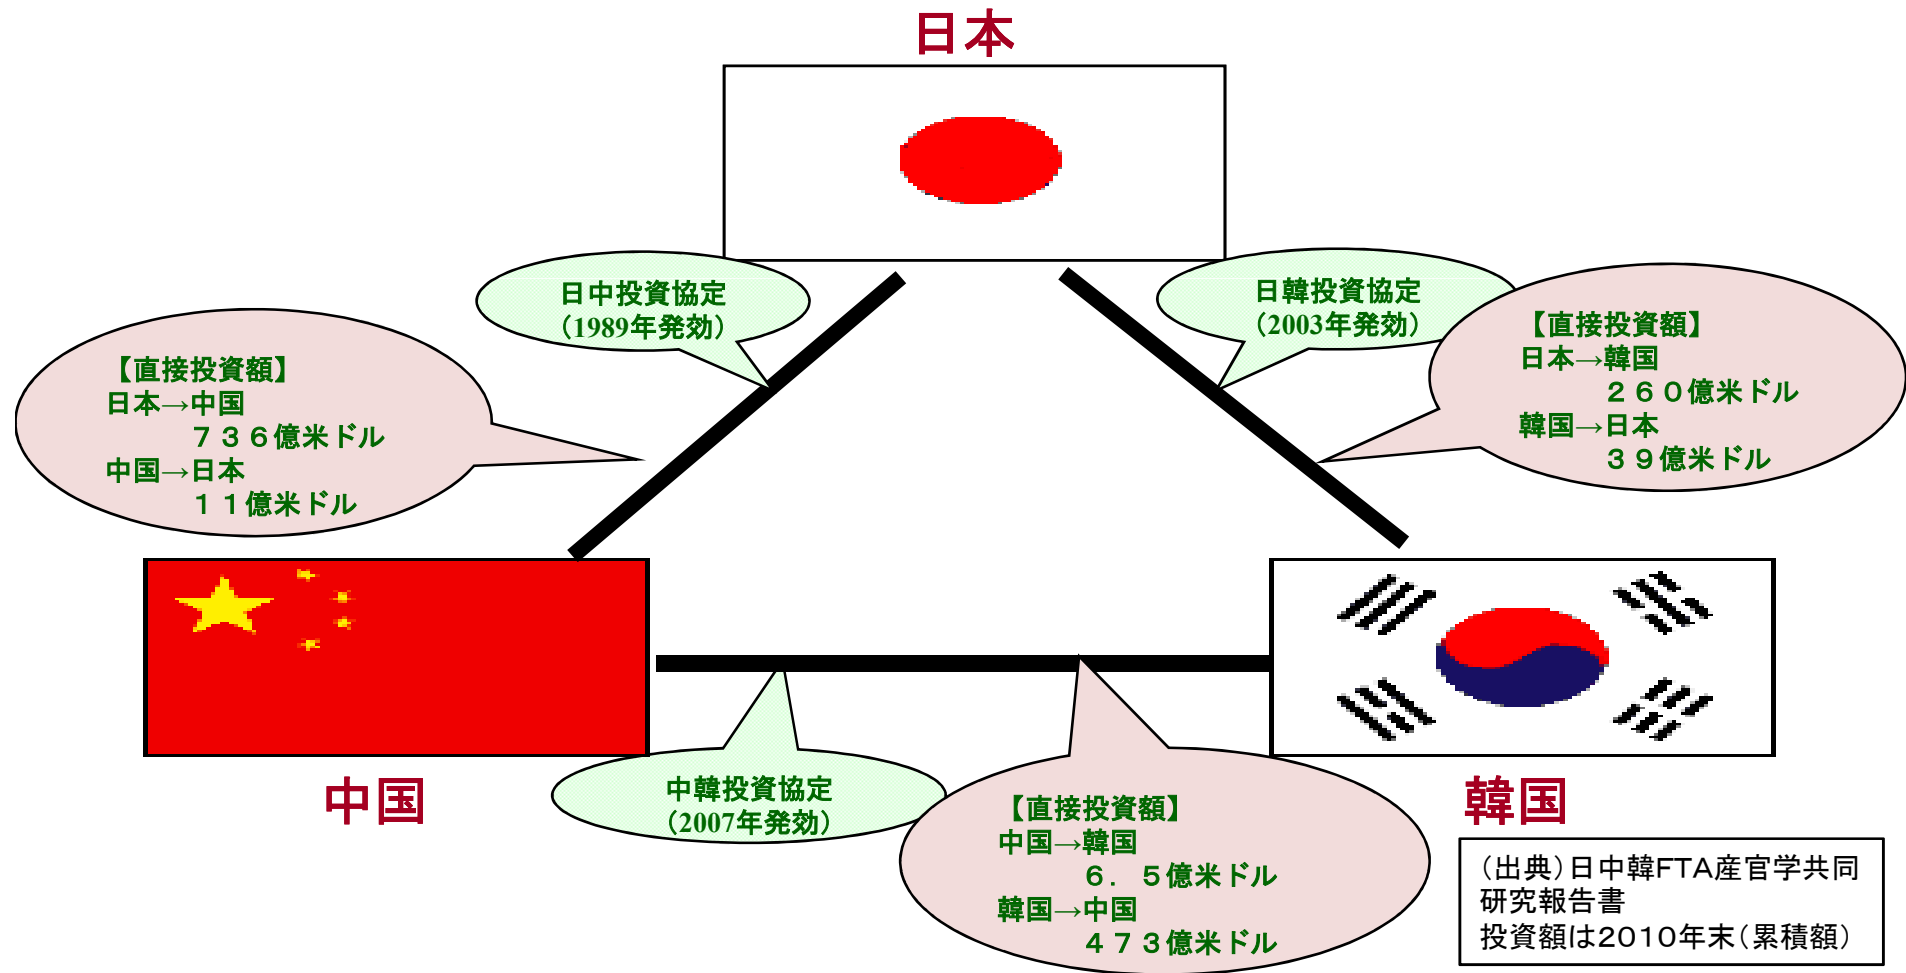 日本
日中投資協定
（1989年発効）
日韓投資協定
（2003年発効）
【直接投資額】
日本→中国
７３６億米ドル
中国→日本
１１億米ドル
【直接投資額】
日本→韓国
２６０億米ドル
韓国→日本
３９億米ドル
中国
中韓投資協定
（2007年発効）
【直接投資額】
中国→韓国
６．５億米ドル
韓国→中国
４７３億米ドル
韓国
（出典）日中韓FTA産官学共同
研究報告書
投資額は2010年末（累積額）